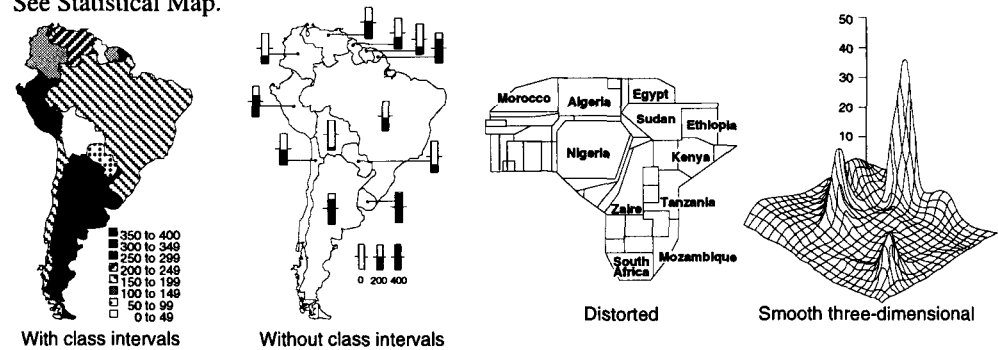 See Statistical Map.
350 to 400
300 to 349
250 to 299
200 to 249
150 to 199
100 to 149
50 to 99
0 to 49
With class intervals
0 200 400
Without class intervals
Morocco
Algeria
Egypt
Sudan
Ethiopia
Nigeria
Kenya
Zaire
Tanzania
South
Africa
Mozambique
Distorted
50
40
30
20
10
Smooth three-dimensional